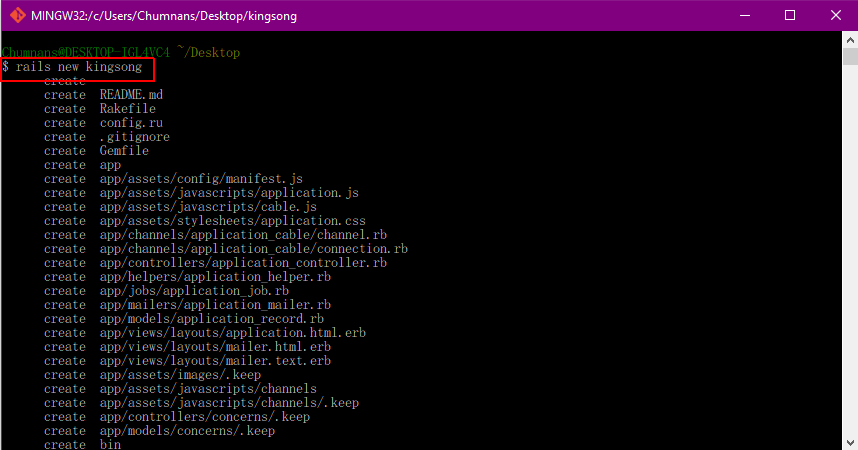 MINGW32:/c/Users/Chumnans/Desktop/kingsong
Chumnans@DESKTOP-IGL4VC4 ~/Desktop
$ rails new kingsong
create
create README.md
create Rakefile
create config.ru
create .gitignore
create Gemfile
create app
create app/assets/config/manifest.js
create app/assets/javascripts/application.js
create app/assets/javascripts/cable.js
create app/assets/stylesheets/application.css
create app/channels/application_cable/channel.rb
create app/channels/application_cable/connection.rb
create app/controllers/application_controller.rb
create app/helpers/application_helper.rb
create app/jobs/application_job.rb
create app/mailers/application_mailer.rb
create app/models/application_record.rb
create app/views/layouts/application.html.erb
create app/views/layouts/mailer.html.erb
create app/views/layouts/mailer.text.erb
create app/assets/images/.keep
create app/assets/javascripts/channels
create app/assets/javascripts/channels/.keep
create app/controllers/concerns/.keep
create app/models/concerns/.keep
create bin